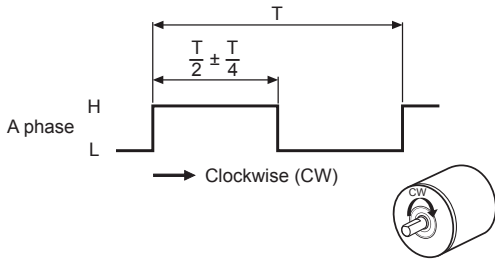 T
T/2 ± T/4
H
A phase
L
Clockwise (CW)
CW